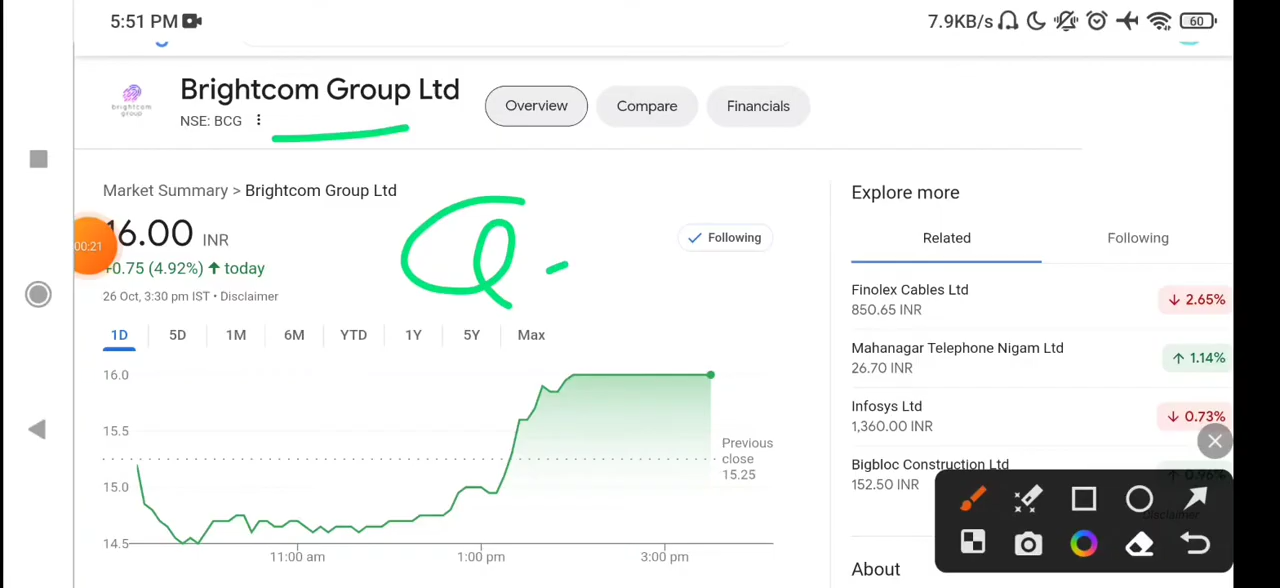 5:51 PM
7.9KB/s
60
brightcom
group
Brightcom Group Ltd
NSE: BCG
Overview
Compare
Financials
Market Summary > Brightcom Group Ltd
16.00 INR
+0.75 (4.92%) ↑ today
26 Oct, 3:30 pm IST • Disclaimer
00:21
Following
1D
5D
1M
6M
YTD
1Y
5Y
Max
16.0
15.5
15.0
14.5
Previous
close
15.25
11:00 am
1:00 pm
3:00 pm
Explore more
Related
Following
Finolex Cables Ltd
850.65 INR
↓ 2.65%
Mahanagar Telephone Nigam Ltd
26.70 INR
↑ 1.14%
Infosys Ltd
1,360.00 INR
↓ 0.73%
Bigbloc Construction Ltd
152.50 INR
Disclaimer
About